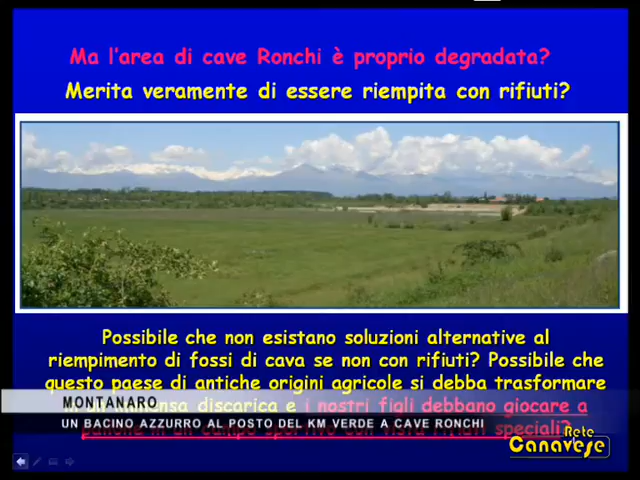 Ma l'area di cave Ronchi è proprio degradata?
Merita veramente di essere riempita con rifiuti?
Possibile che non esistano soluzioni alternative al
riempimento di fossi di cava se non con rifiuti? Possibile che
questo paese di antiche origini agricole si debba trasformare
discarica e i nostri figli debbano giocare a
MONTANARO
speciali?
UN BACINO AZZURRO AL POSTO DEL KM VERDE A CAVE RONCHI
Rete
Canavese